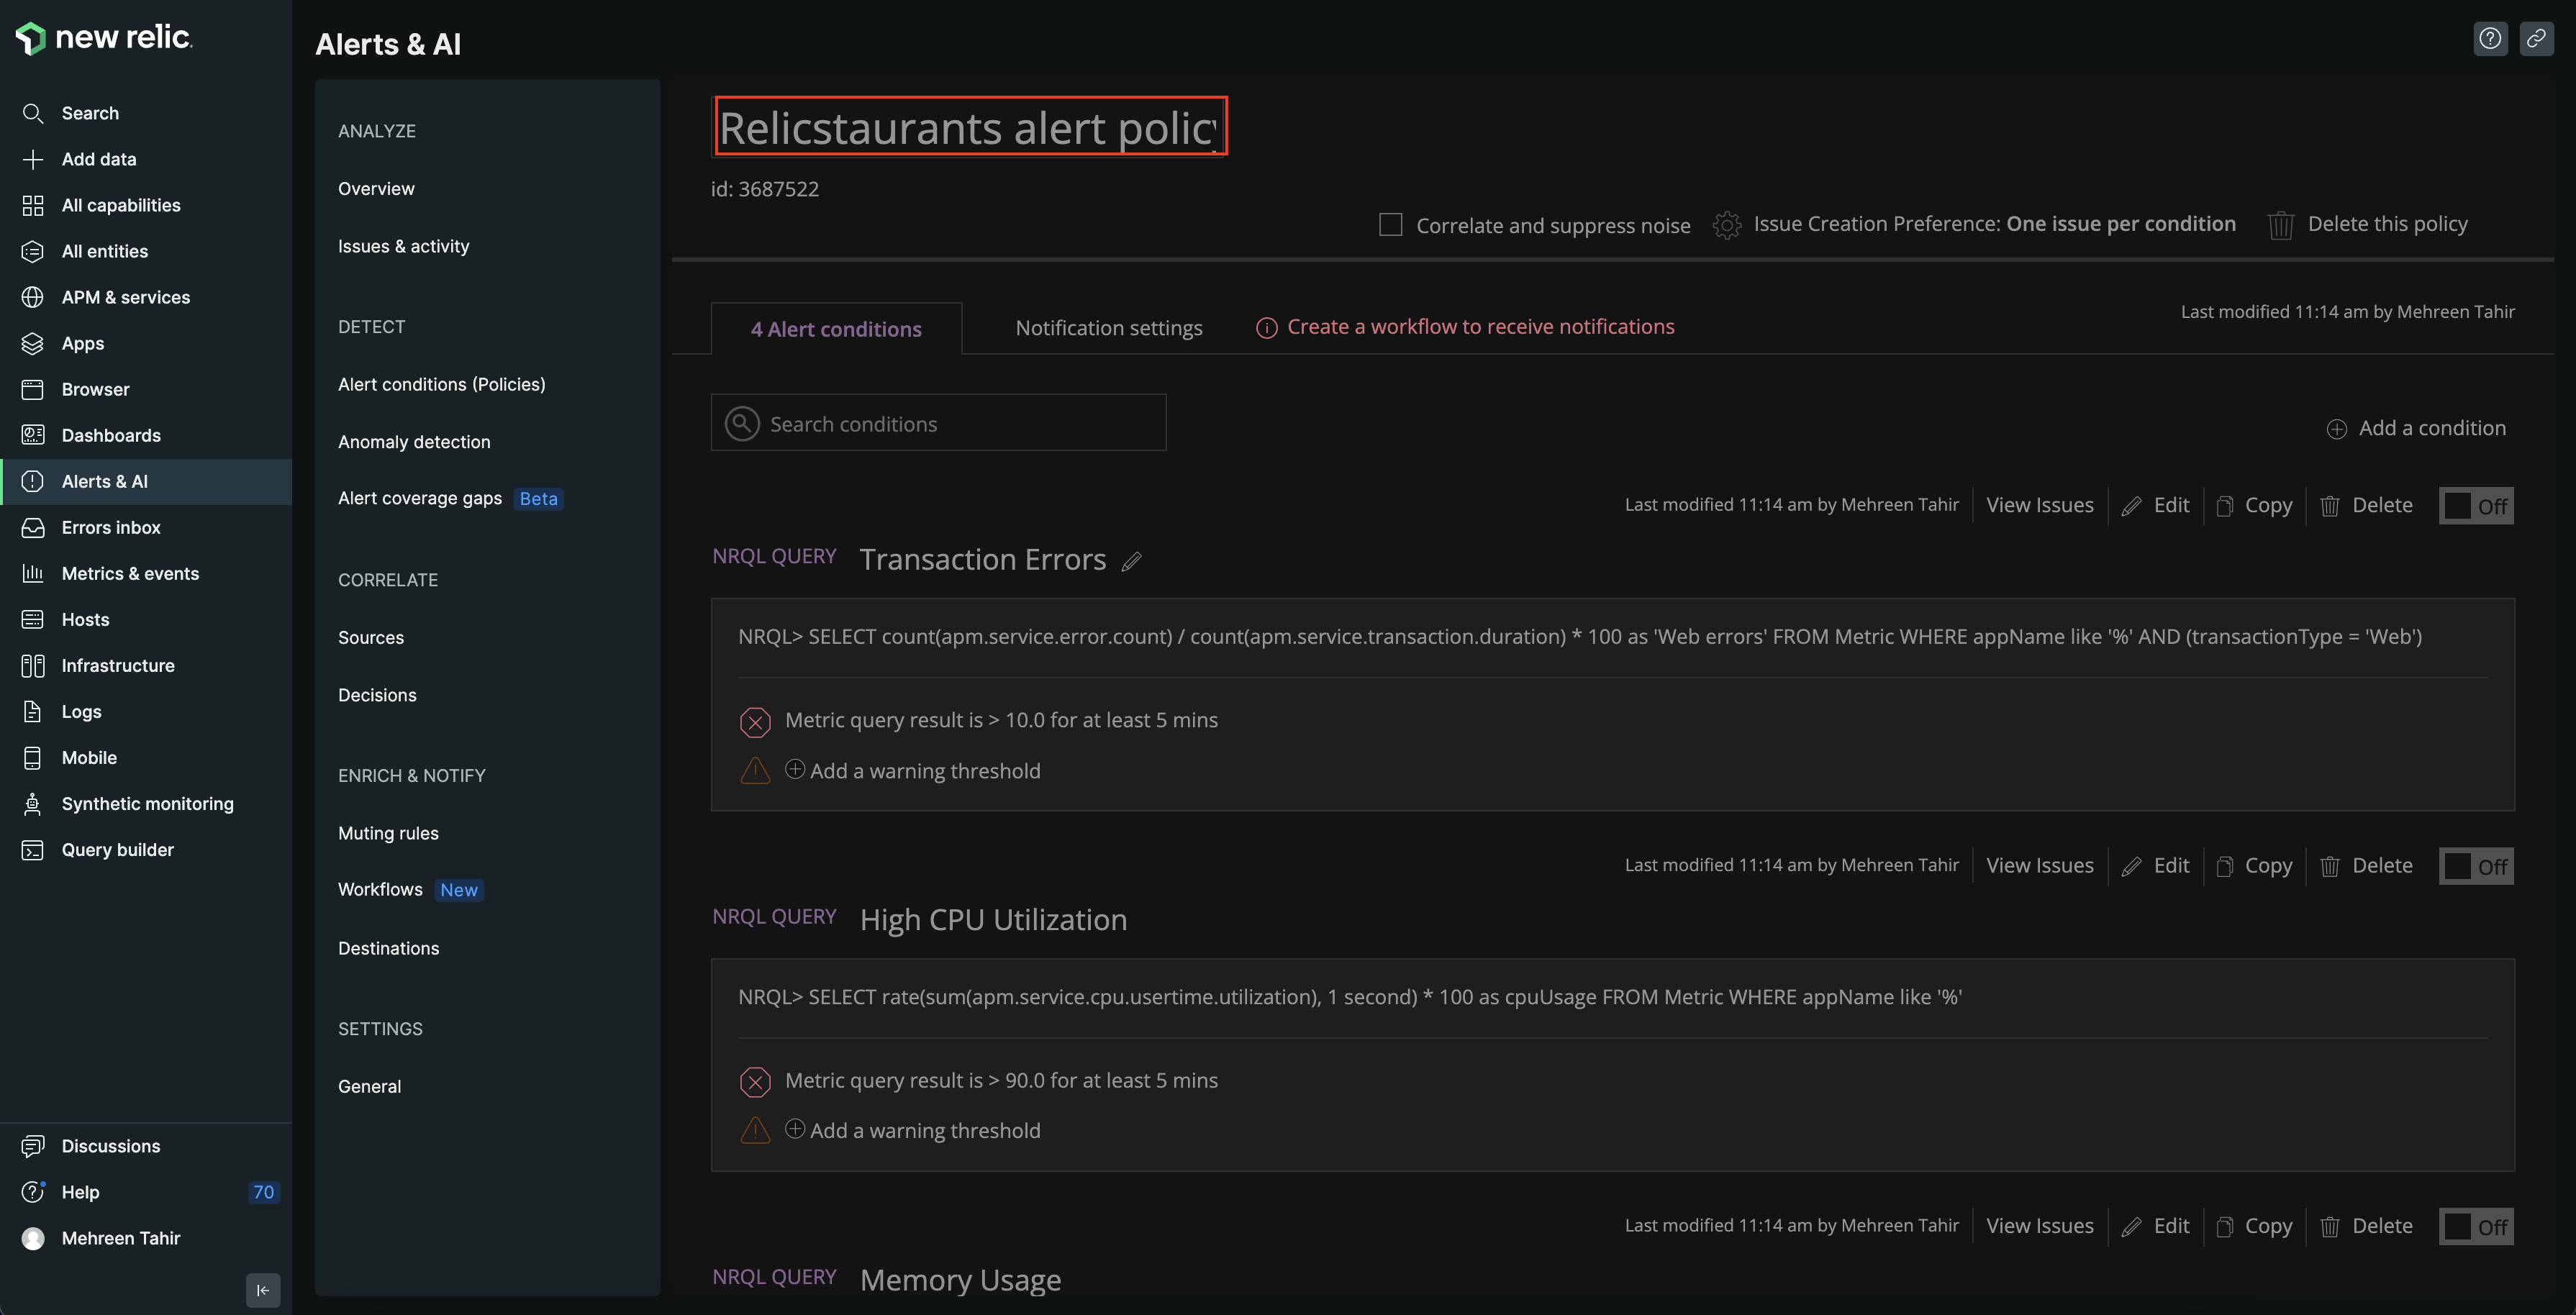 new relic.
Search
Add data
All capabilities
All entities
APM & services
Apps
Browser
Dashboards
Alerts & AI
Errors inbox
Metrics & events
Hosts
Infrastructure
Logs
Mobile
Synthetic monitoring
Query builder
Discussions
Help 70
Mehreen Tahir
Alerts & AI
ANALYZE
Overview
Issues & activity
DETECT
Alert conditions (Policies)
Anomaly detection
Alert coverage gaps Beta
CORRELATE
Sources
Decisions
ENRICH & NOTIFY
Muting rules
Workflows New
Destinations
SETTINGS
General
Relicstaurants alert policy
id: 3687522
Correlate and suppress noise Issue Creation Preference: One issue per condition Delete this policy
4 Alert conditions Notification settings Create a workflow to receive notifications Last modified 11:14 am by Mehreen Tahir
Search conditions
Add a condition
Last modified 11:14 am by Mehreen Tahir View Issues Edit Copy Delete Off
NRQL QUERY Transaction Errors
NRQL> SELECT count(apm.service.error.count) / count(apm.service.transaction.duration) * 100 as 'Web errors' FROM Metric WHERE appName like '%' AND (transactionType = 'Web')
Metric query result is > 10.0 for at least 5 mins
Add a warning threshold
Last modified 11:14 am by Mehreen Tahir View Issues Edit Copy Delete Off
NRQL QUERY High CPU Utilization
NRQL> SELECT rate(sum(apm.service.cpu.usertime.utilization), 1 second) * 100 as cpuUsage FROM Metric WHERE appName like '%'
Metric query result is > 90.0 for at least 5 mins
Add a warning threshold
Last modified 11:14 am by Mehreen Tahir View Issues Edit Copy Delete Off
NRQL QUERY Memory Usage